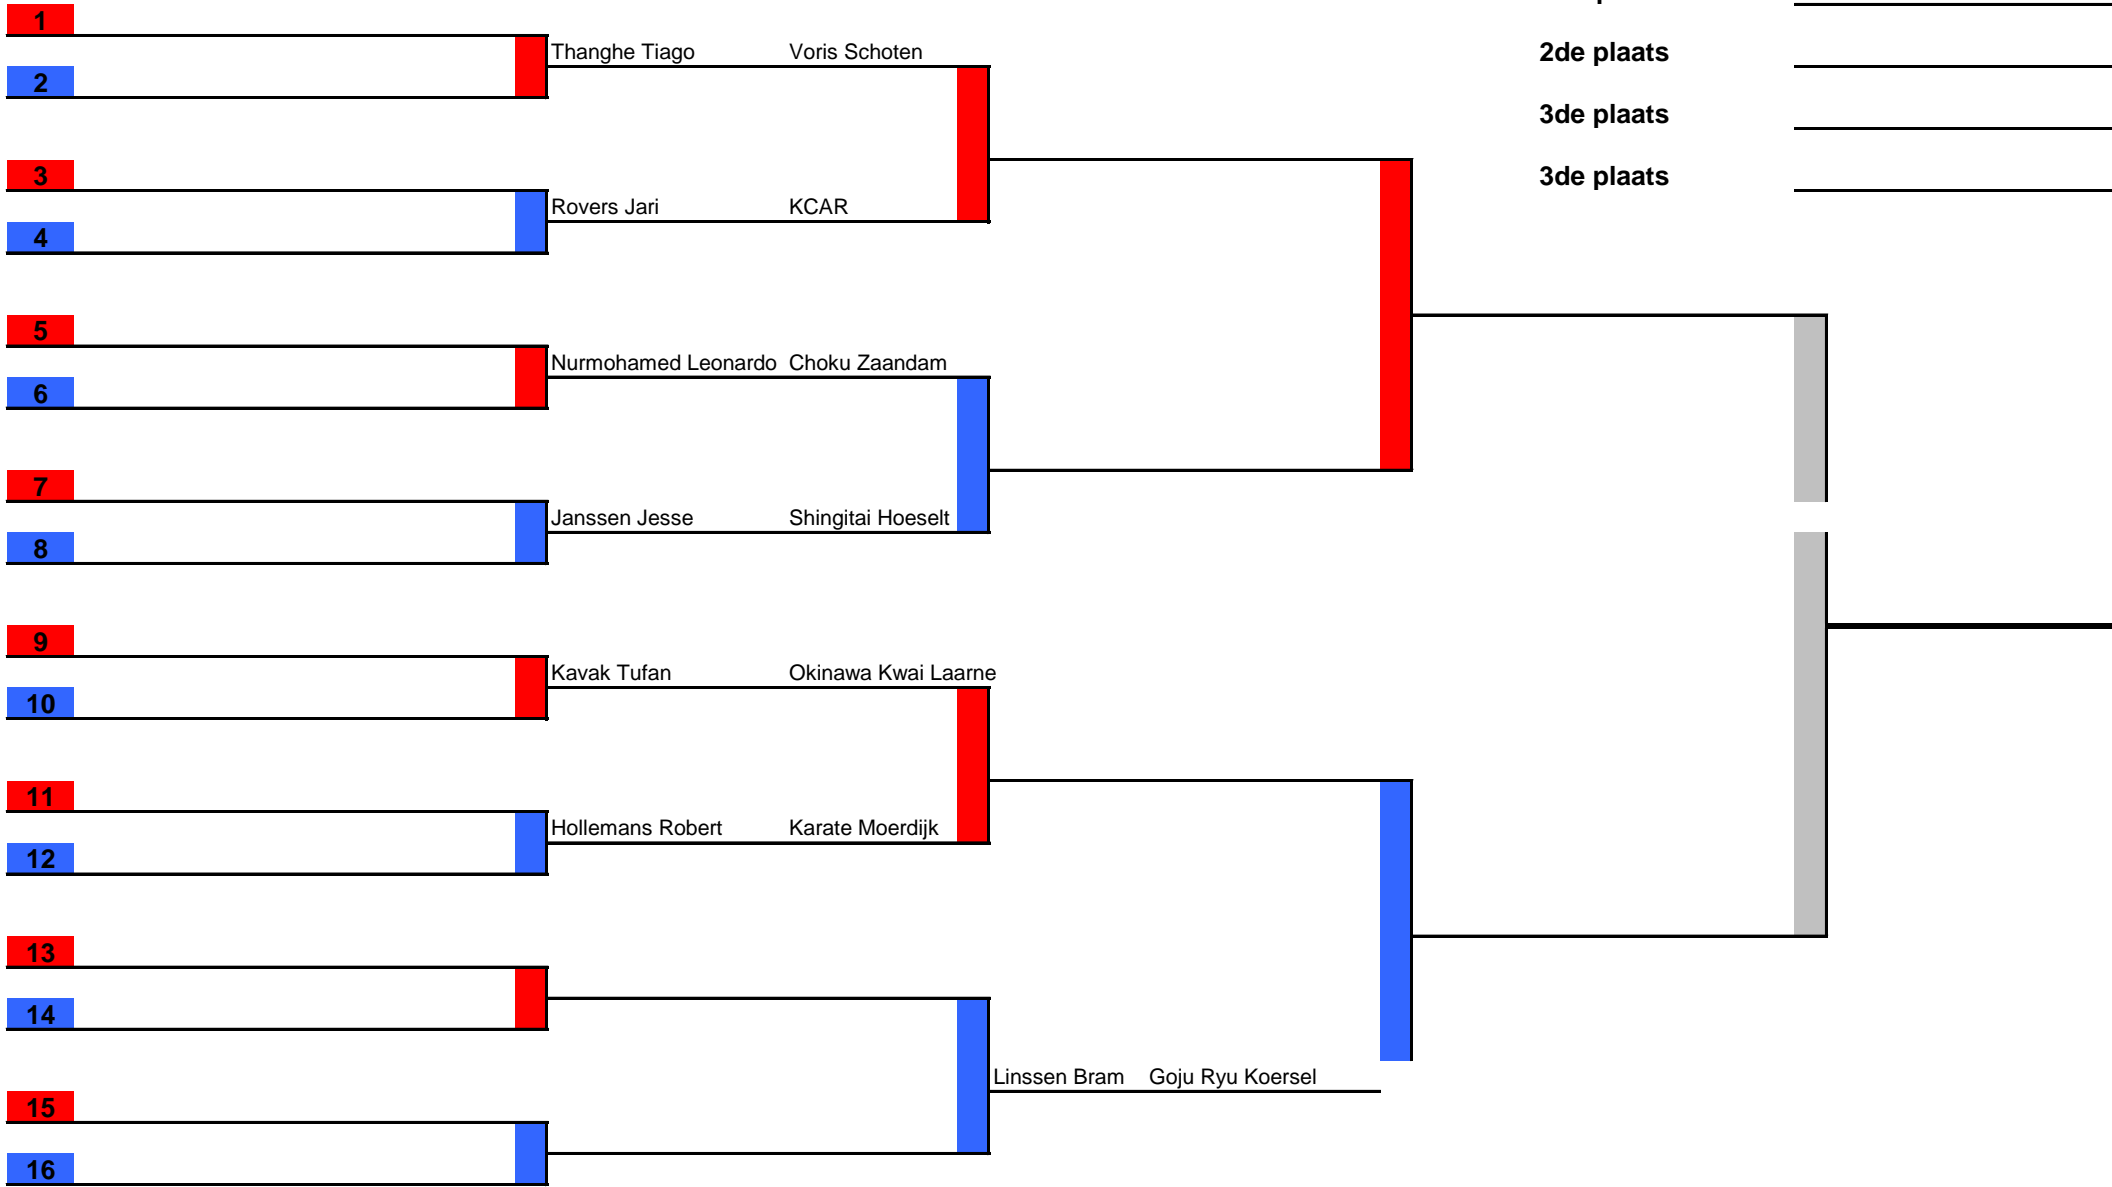 1
Thanghe Tiago Voris Schoten
2de plaats
2
3de plaats
3
3de plaats
Rovers Jari KCAR
4
5
Nurmohamed Leonardo Choku Zaandam
6
7
Janssen Jesse Shingitai Hoeselt
8
9
Kavak Tufan Okinawa Kwai Laarne
10
11
Hollemans Robert Karate Moerdijk
12
13
14
Linssen Bram Goju Ryu Koersel
15
16